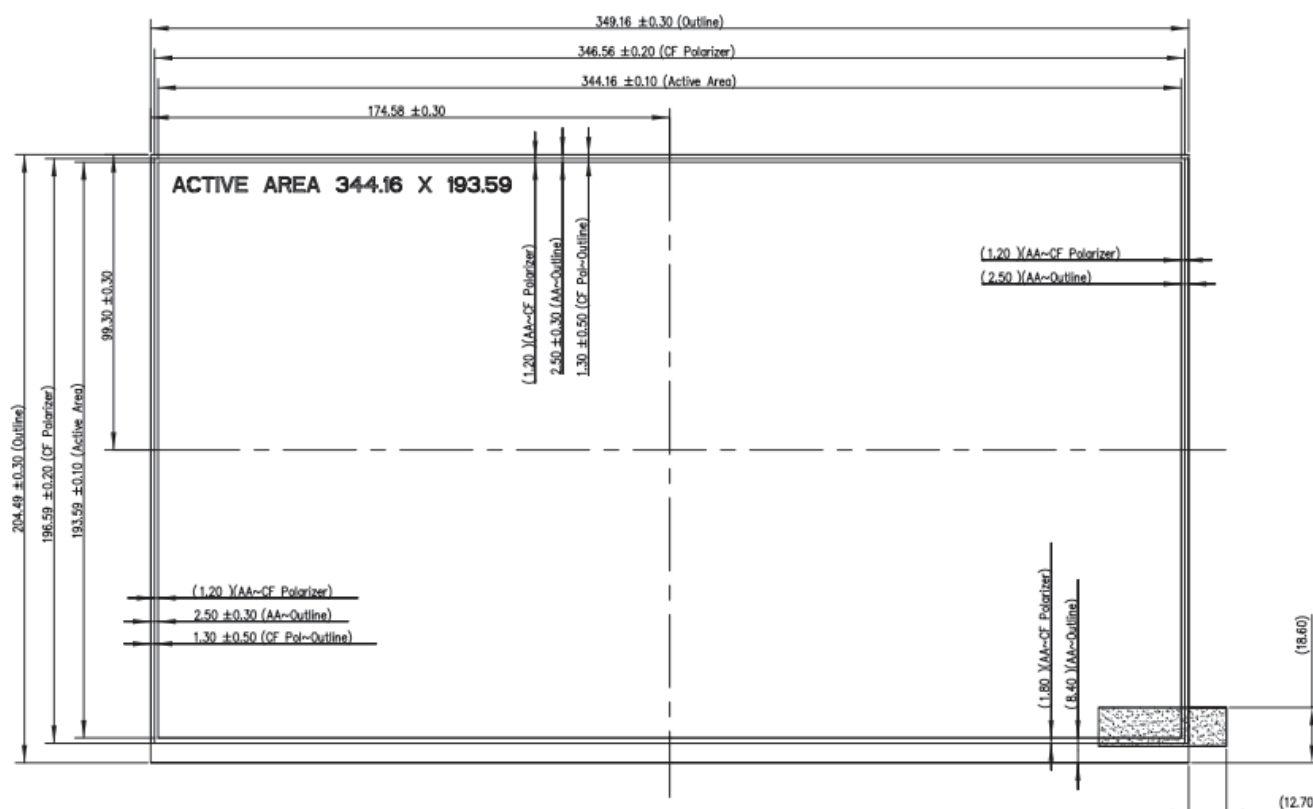 349.16 ±0.30 (Outline)
346.56 ±0.20 (CF Polarizer)
344.16 ±0.10 (Active Area)
174.58 ±0.30
ACTIVE AREA 344.16 X 193.59
(1.20 )(AA~CF Polarizer)
2.50 ±0.30 (AA~Outline)
1.30 ±0.50 (CF Pol~Outline)
(1.20 )(AA~CF Polarizer)
(2.50 )(AA~Outline)
99.30 ±0.30
204.49 ±0.30 (Outline)
196.59 ±0.20 (CF Polarizer)
193.59 ±0.10 (Active Area)
(1.20 )(AA~CF Polarizer)
2.50 ±0.30 (AA~Outline)
1.30 ±0.50 (CF Pol~Outline)
(1.80 )(AA~CF Polarizer)
(8.40 )(AA~Outline)
(18.60)
(12.70